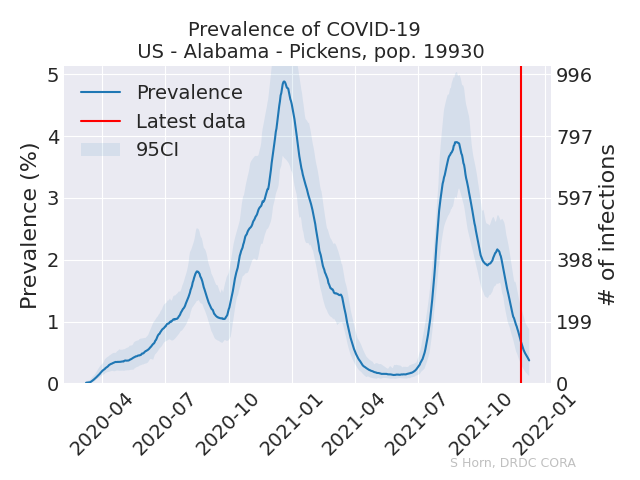 Prevalence of COVID-19
US - Alabama - Pickens, pop. 19930
Prevalence
Latest data
95CI
Prevalence (%)
5
4
3
2
1
0
# of infections
996
797
597
398
199
0
2020-04
2020-07
2020-10
2021-01
2021-04
2021-07
2021-10
2022-01
S Horn, DRDC CORA